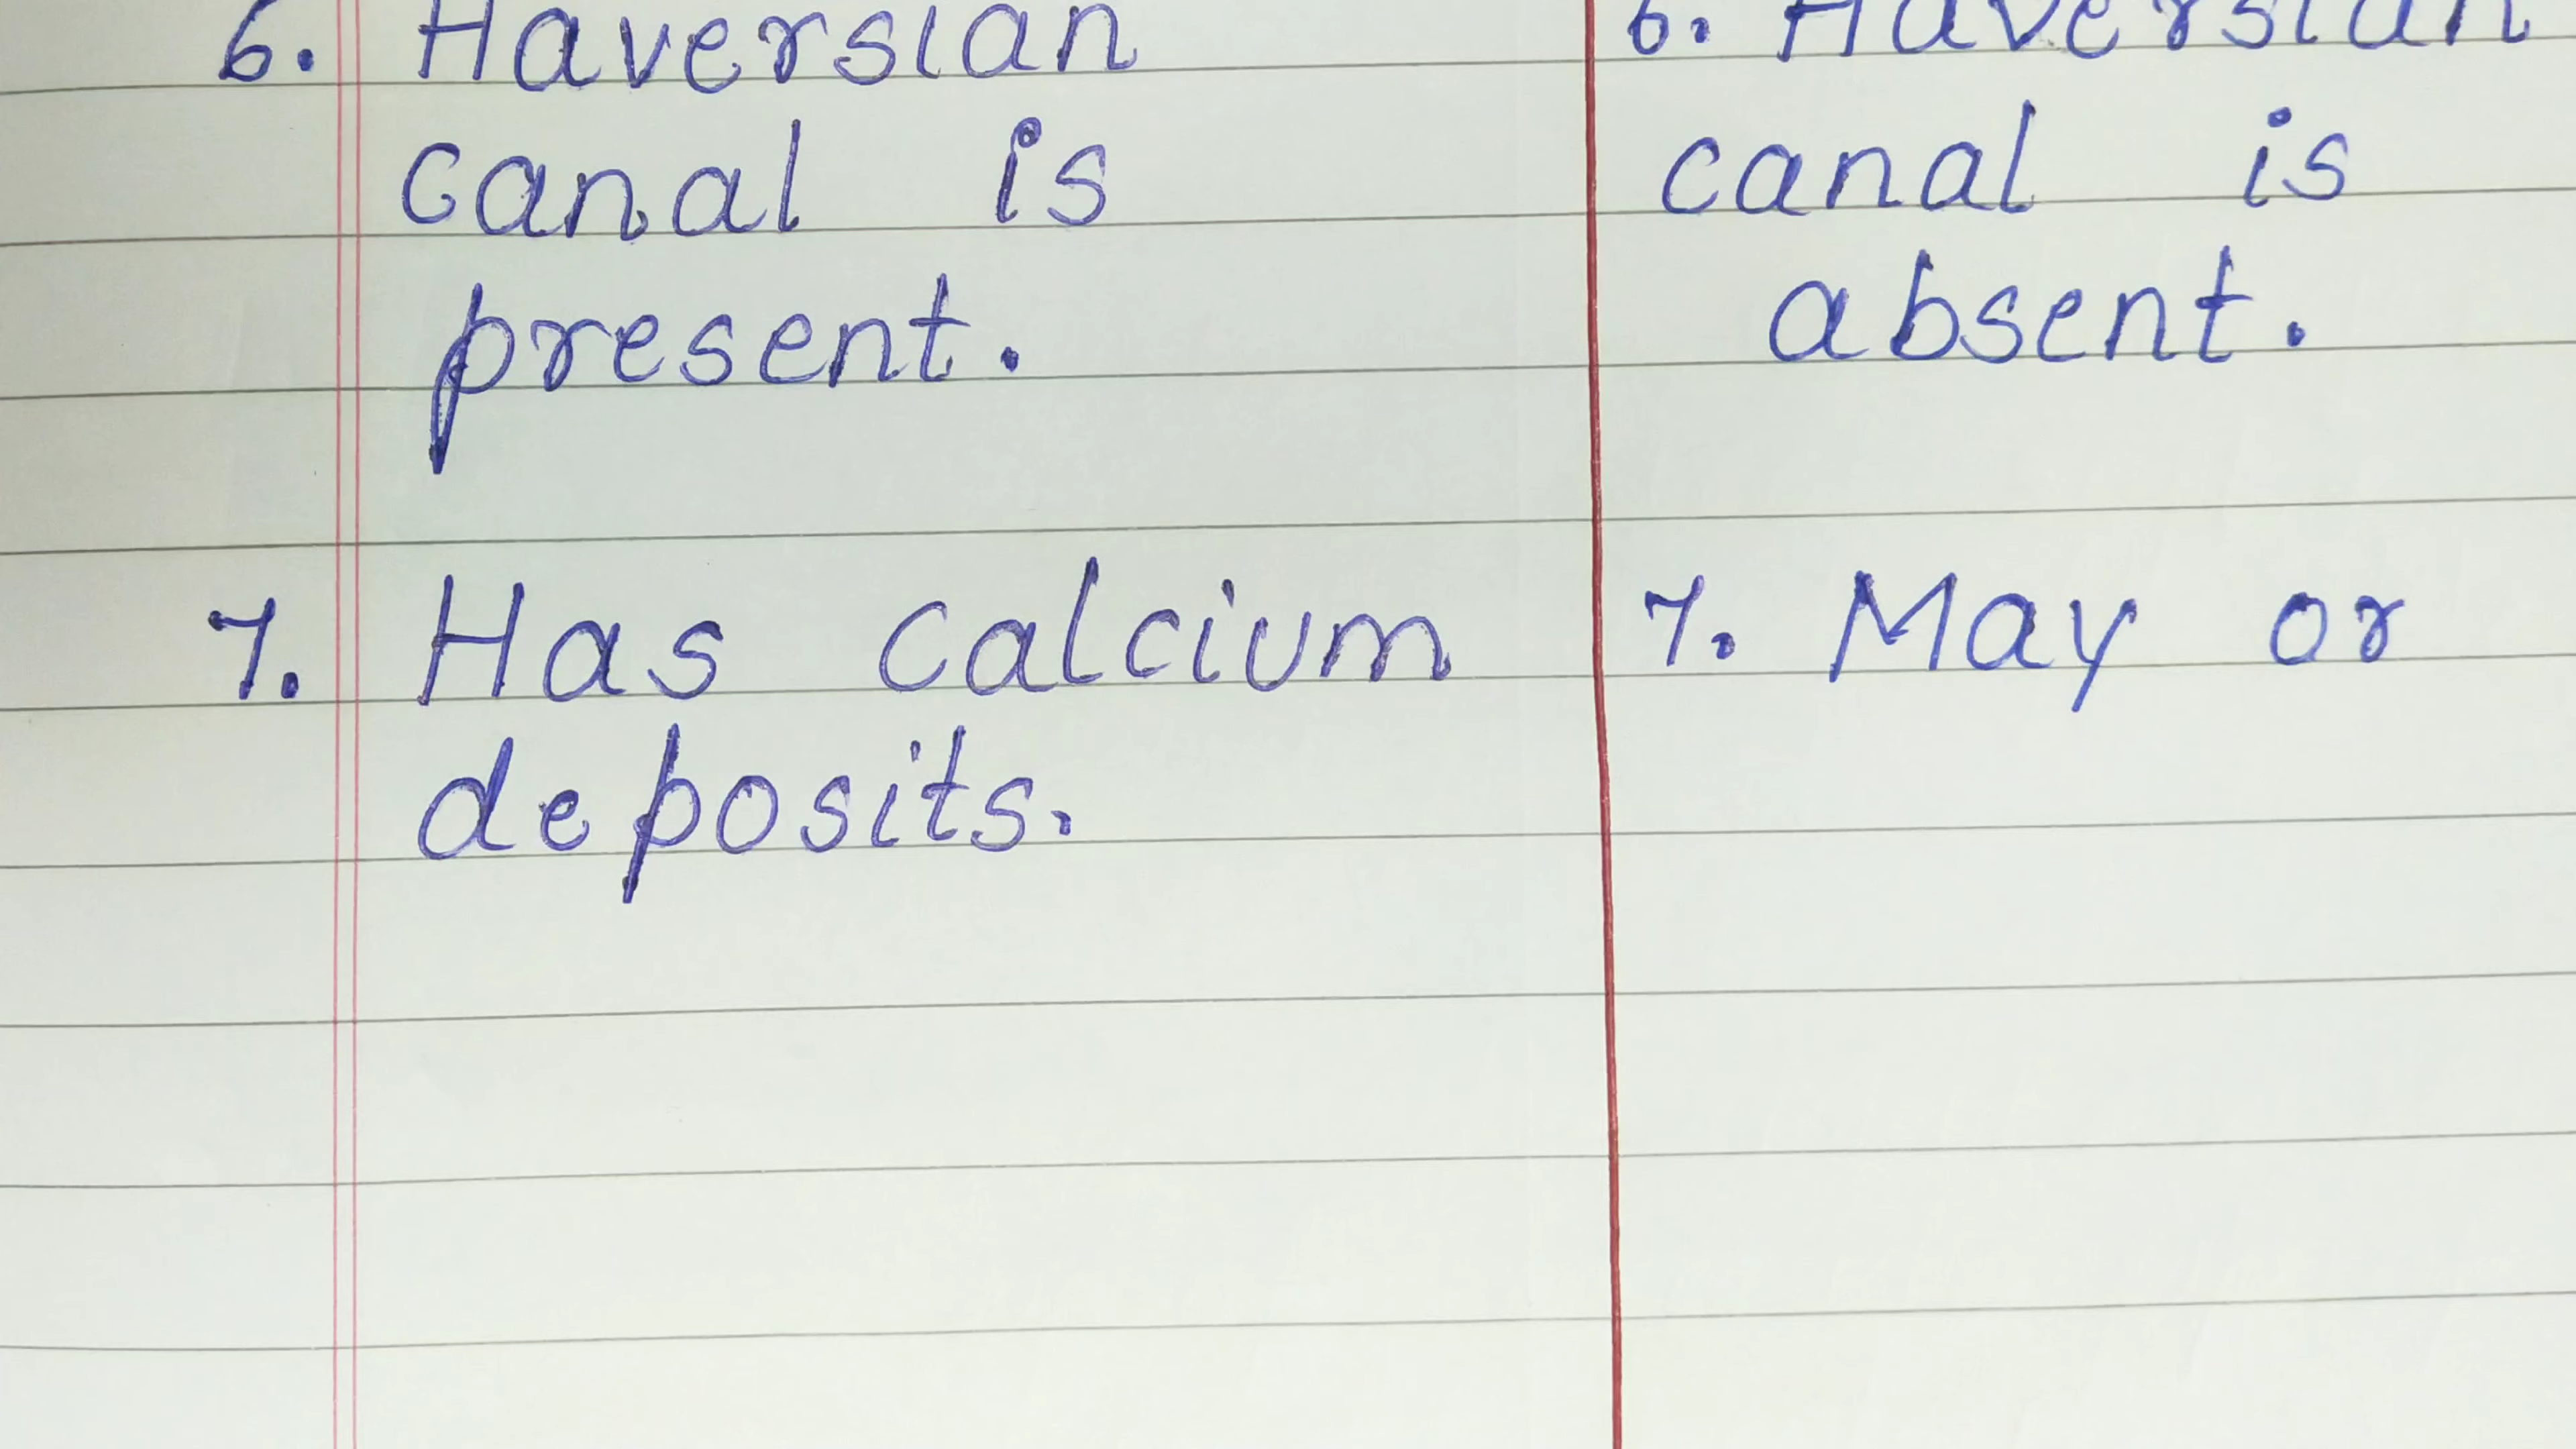 6. Haversian
canal is
present.
7. Has calcium
deposits.
6. Haversian
canal is
absent.
7. May or